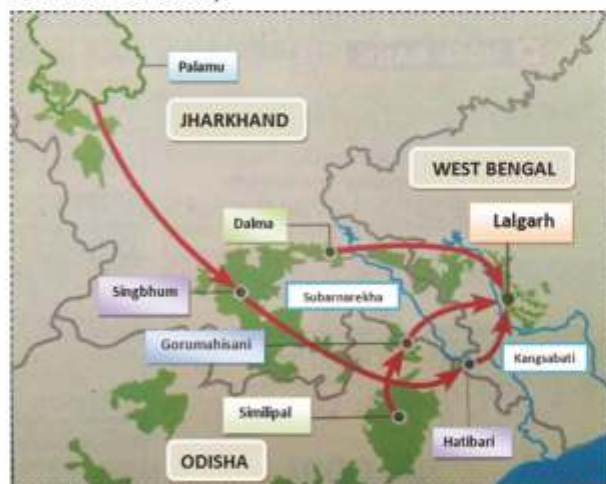 Palamu
JHARKHAND
WEST BENGAL
Lalgarh
Dalma
Singbhum
Subarnarekha
Gorumahisani
Kangsabati
Similipal
Hatibari
ODISHA